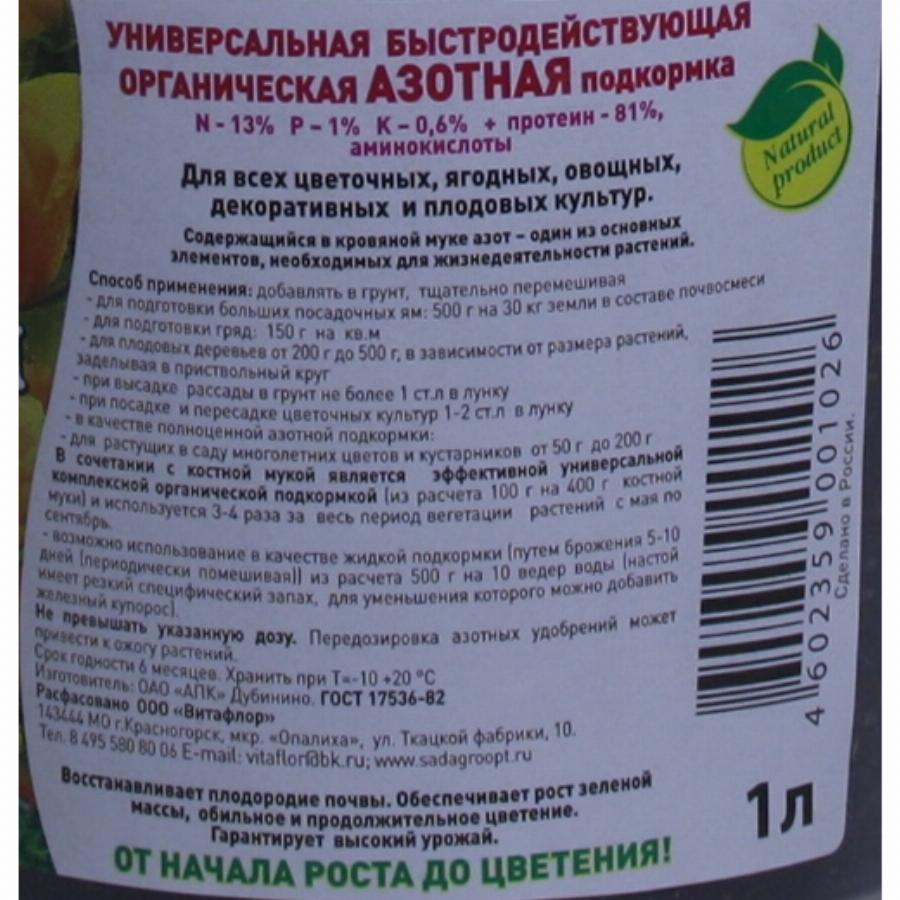 УНИВЕРСАЛЬНАЯ БЫСТРОДЕЙСТВУЮЩАЯ
ОРГАНИЧЕСКАЯ АЗОТНАЯ подкормка
N - 13% P – 1% K – 0,6% + протеин - 81%,
аминокислоты
Natural
product
Для всех цветочных, ягодных, овощных,
декоративных и плодовых культур.
Содержащийся в кровяной муке азот – один из основных
элементов, необходимых для жизнедеятельности растений.
Способ применения: добавлять в грунт, тщательно перемешивая
- для подготовки больших посадочных ям: 500 г на 30 кг земли в составе почвосмеси
- для подготовки гряд: 150 г на кв.м
- для плодовых деревьев от 200 г до 500 г, в зависимости от размера растений,
заделывая в приствольный круг
- при высадке рассады в грунт не более 1 ст.л в лунку
- при посадке и пересадке цветочных культур 1-2 ст.л в лунку
- в качестве полноценной азотной подкормки:
- для растущих в саду многолетних цветов и кустарников от 50 г до 200 г
В сочетании с костной мукой является эффективной универсальной
комплексной органической подкормкой (из расчета 100 г на 400 г костной
муки) и используется 3-4 раза за весь период вегетации растений с мая по
сентябрь.
- возможно использование в качестве жидкой подкормки (путем брожения 5-10
дней (периодически помешивая)) из расчета 500 г на 10 ведер воды (настой
имеет резкий специфический запах, для уменьшения которого можно добавить
железный купорос).
Не превышать указанную дозу. Передозировка азотных удобрений может
привести к ожогу растений.
Срок годности 6 месяцев. Хранить при Т=-10 +20 °С
Изготовитель: ОАО «АПК» Дубинино. ГОСТ 17536-82
Расфасовано ООО «Витафлор»
143444 МО г.Красногорск, мкр. «Опалиха», ул. Ткацкой фабрики, 10.
Тел. 8 495 580 80 06 E-mail: vitaflor@bk.ru; www.sadagroopt.ru
4 602359 001026
Сделано в России.
Восстанавливает плодородие почвы. Обеспечивает рост зеленой
массы, обильное и продолжительное цветение.
Гарантирует высокий урожай.
ОТ НАЧАЛА РОСТА ДО ЦВЕТЕНИЯ!
1л